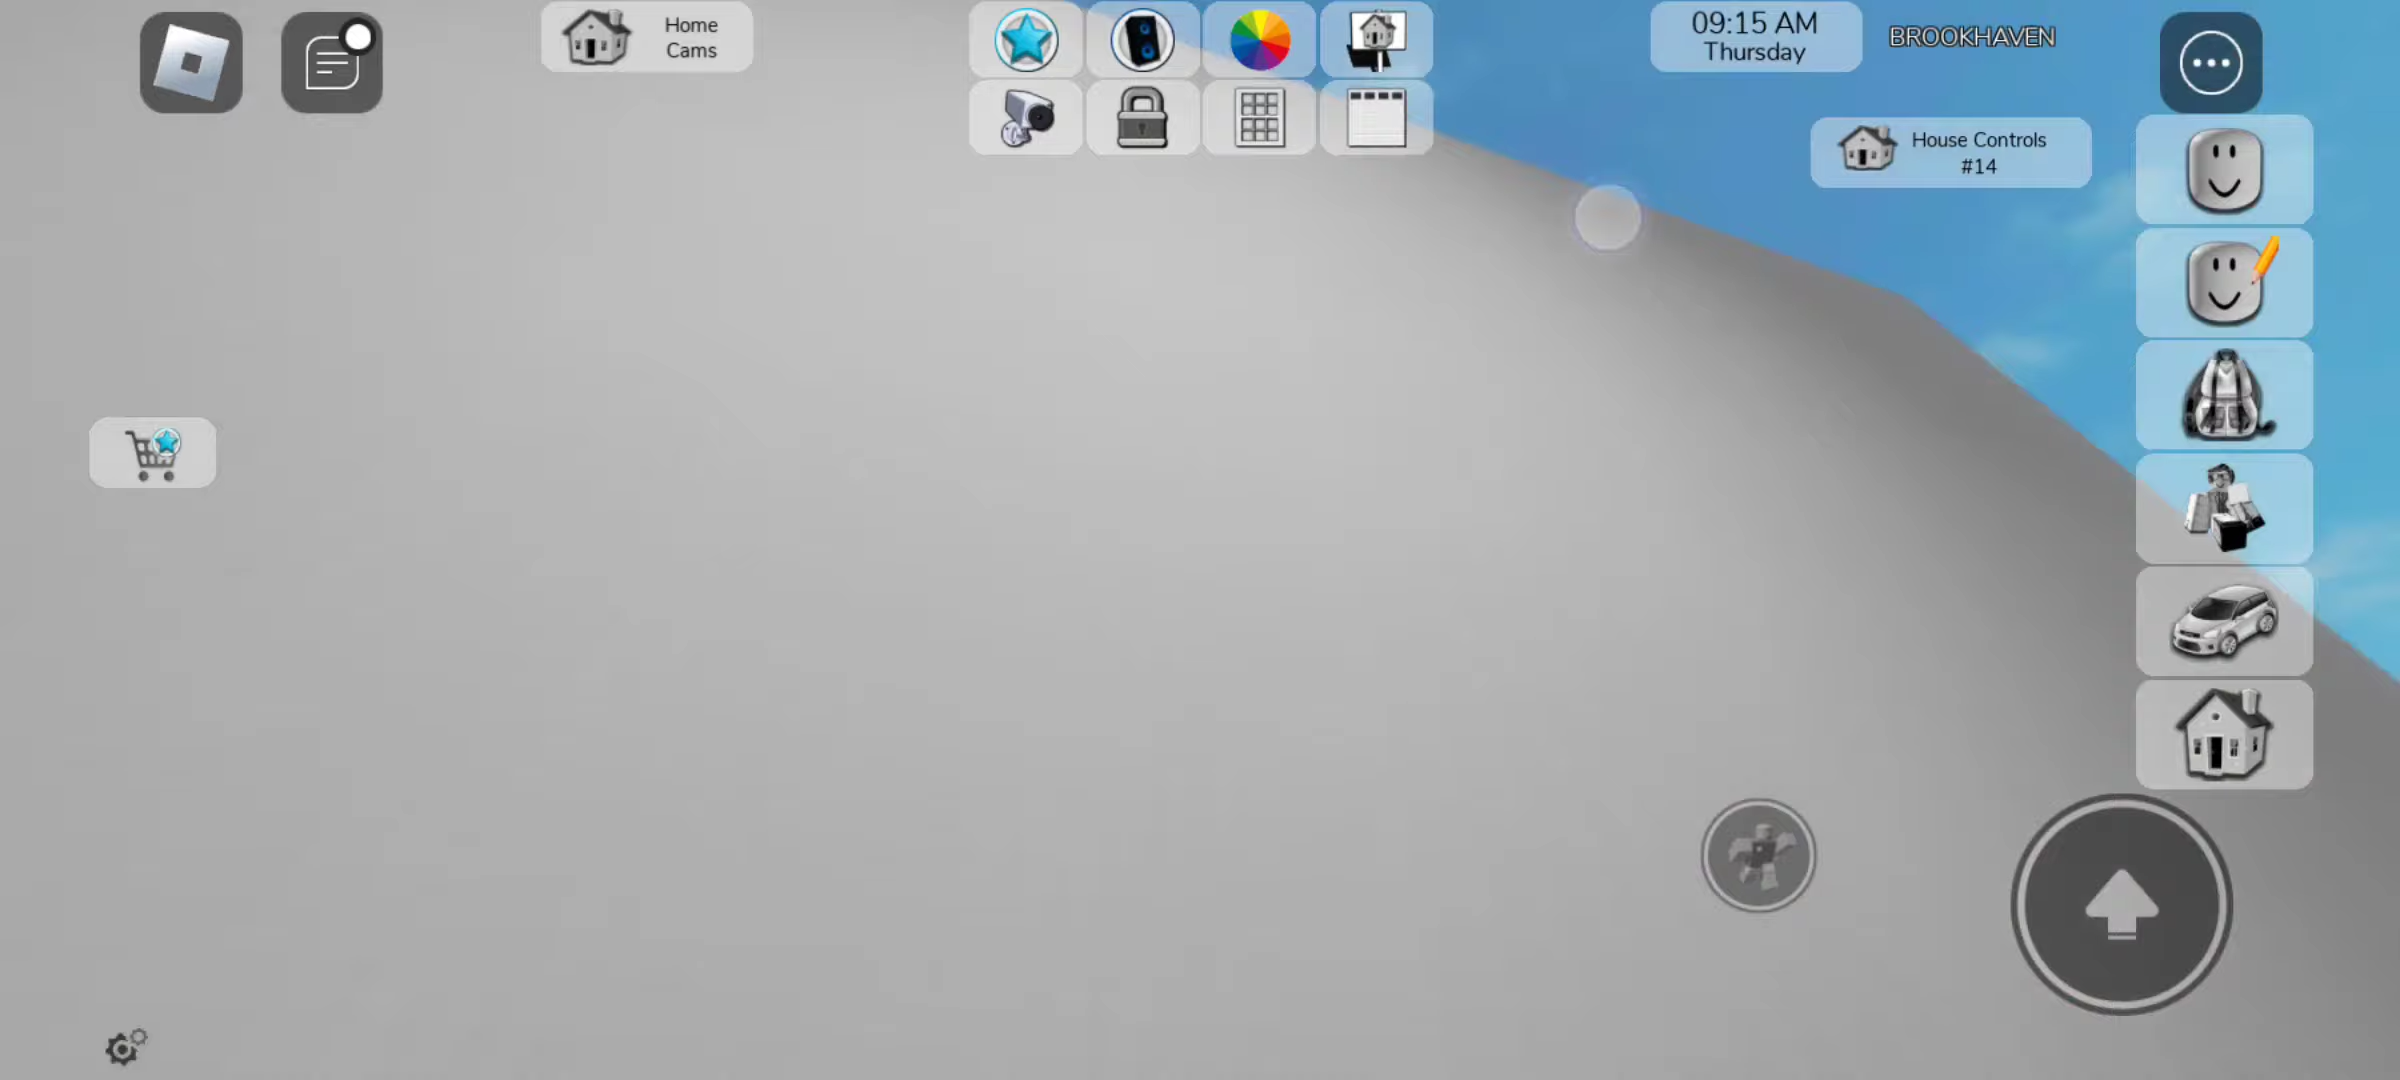 Home
Cams
09:15 AM
Thursday
BROOKHAVEN
House Controls
#14